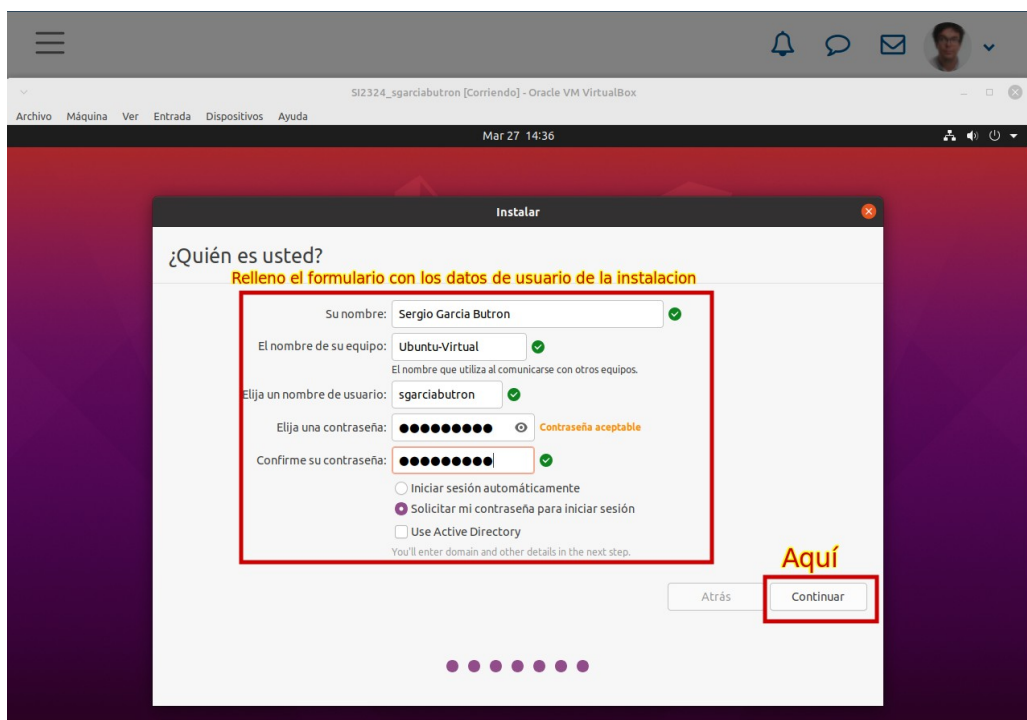 SI2324_sgarciabutron [Corriendo] - Oracle VM VirtualBox
Archivo Máquina Ver Entrada Dispositivos Ayuda
Mar 27 14:36
Instalar
¿Quién es usted?
Relleno el formulario con los datos de usuario de la instalacion
Su nombre: Sergio Garcia Butron
El nombre de su equipo: Ubuntu-Virtual
El nombre que utiliza al comunicarse con otros equipos.
Elija un nombre de usuario: sgarciabutron
Elija una contraseña: ●●●●●●●●● Contraseña aceptable
Confirme su contraseña: ●●●●●●●●●
Iniciar sesión automáticamente
Solicitar mi contraseña para iniciar sesión
Use Active Directory
You'll enter domain and other details in the next step.
Aquí
Atrás Continuar